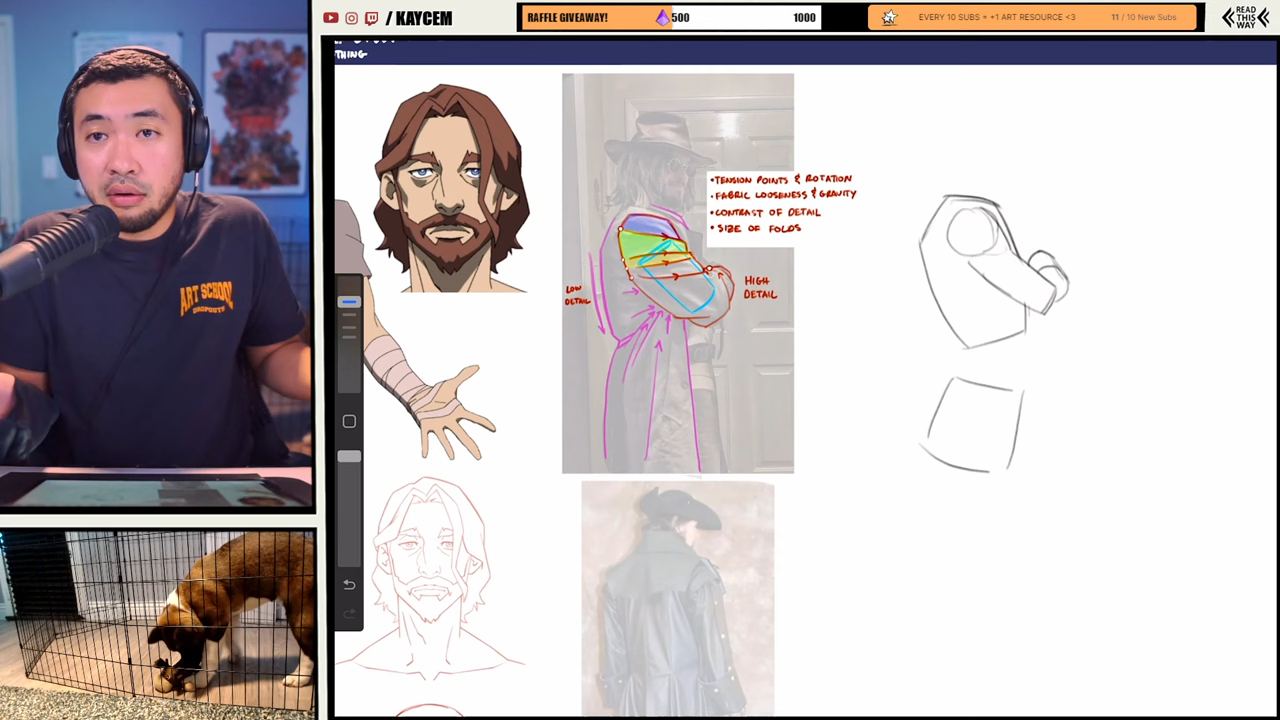 / KAYCEM
RAFFLE GIVEAWAY!
500
1000
EVERY 10 SUBS = +1 ART RESOURCE <3
11 / 10 New Subs
READ
THIS
WAY
THING
• TENSION POINTS & ROTATION
• FABRIC LOOSENESS & GRAVITY
• CONTRAST OF DETAIL
• SIZE OF FOLDS
LOW
DETAIL
HIGH
DETAIL
ART SCHOOL
DROPOUTS